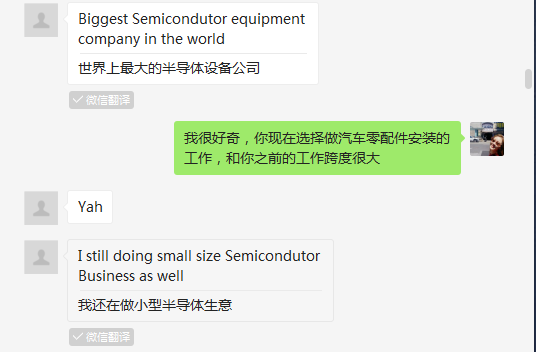 Biggest Semicondutor equipment
company in the world
世界上最大的半导体设备公司
微信翻译
我很好奇，你现在选择做汽车零配件安装的
工作，和你之前的工作跨度很大
Yah
I still doing small size Semicondutor
Business as well
我还在做小型半导体生意
微信翻译